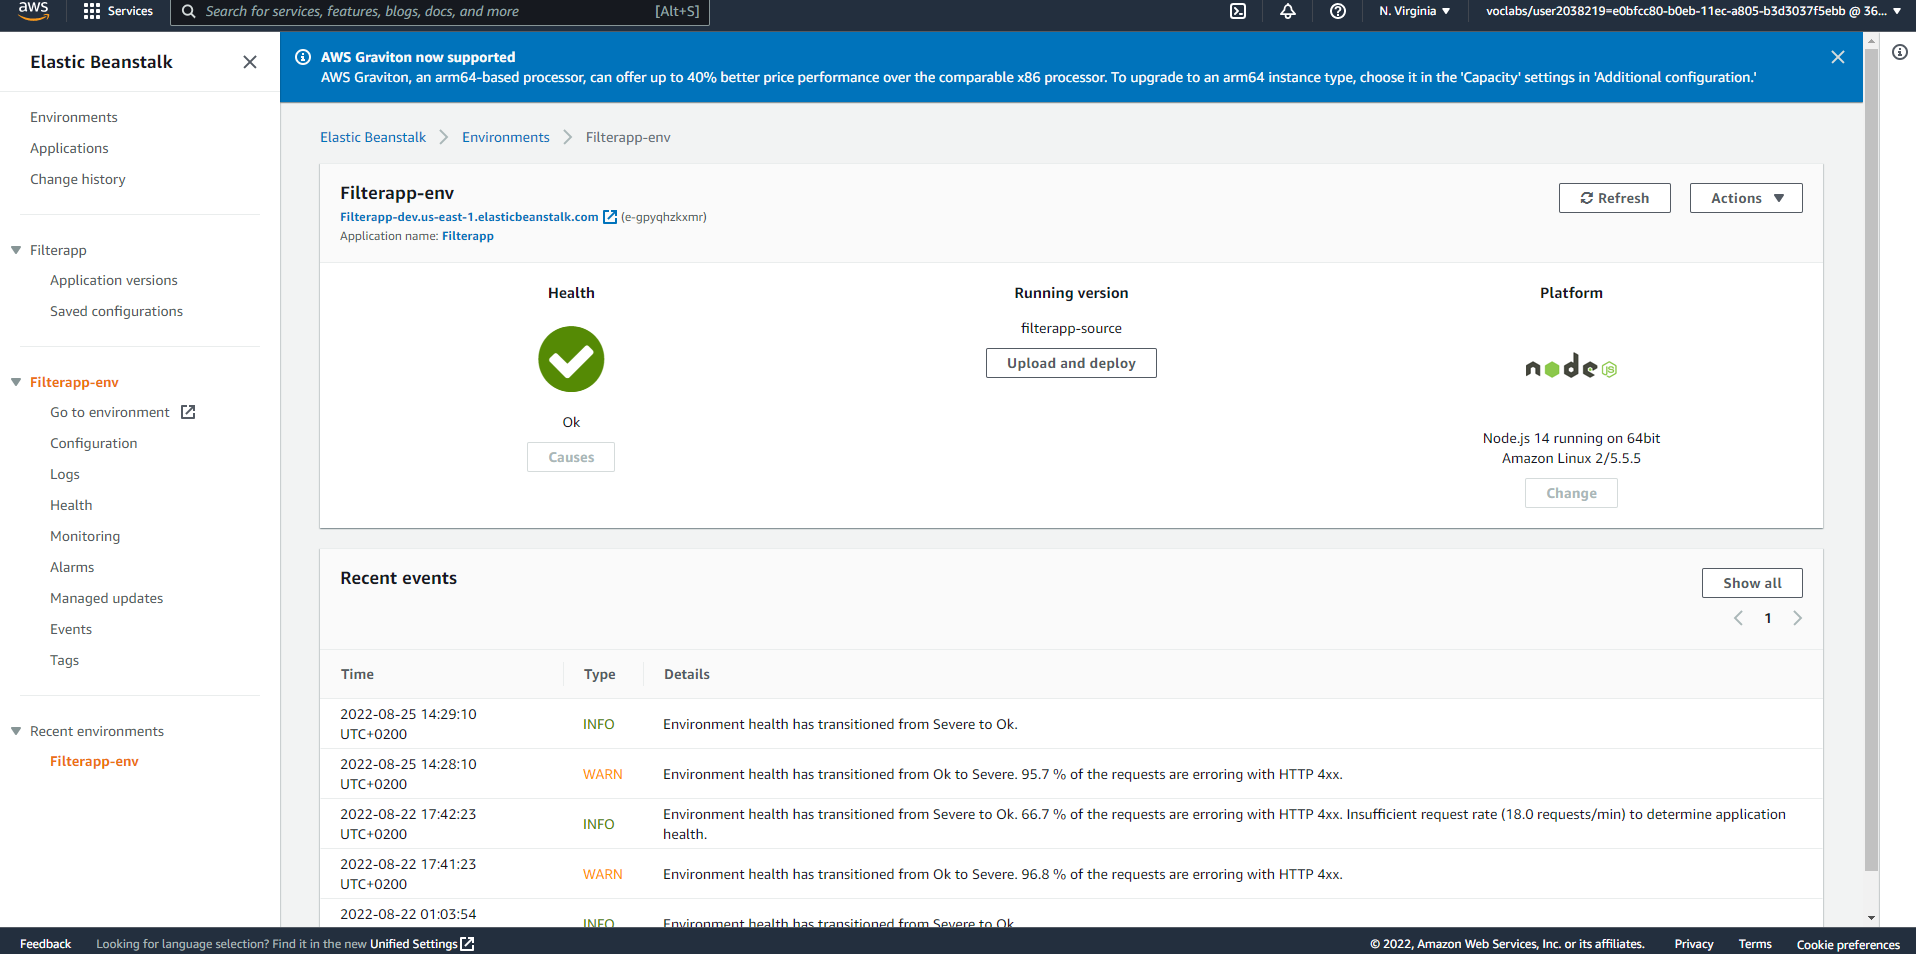 aws
Services
Search for services, features, blogs, docs, and more
[Alt+S]
N. Virginia
voclabs/user2038219=e0bfcc80-b0eb-11ec-a805-b3d3037f5ebb @ 36...
Elastic Beanstalk
Environments
Applications
Change history
Filterapp
Application versions
Saved configurations
Filterapp-env
Go to environment
Configuration
Logs
Health
Monitoring
Alarms
Managed updates
Events
Tags
Recent environments
Filterapp-env
AWS Graviton now supported
AWS Graviton, an arm64-based processor, can offer up to 40% better price performance over the comparable x86 processor. To upgrade to an arm64 instance type, choose it in the 'Capacity' settings in 'Additional configuration.'
Elastic Beanstalk Environments Filterapp-env
Filterapp-env
Filterapp-dev.us-east-1.elasticbeanstalk.com (e-gpyqhzkxmr)
Application name: Filterapp
Refresh
Actions
Health
Ok
Causes
Running version
filterapp-source
Upload and deploy
Platform
node JS
Node.js 14 running on 64bit
Amazon Linux 2/5.5.5
Change
Recent events
Show all
1
Time Type Details
2022-08-25 14:29:10
UTC+0200
INFO
Environment health has transitioned from Severe to Ok.
2022-08-25 14:28:10
UTC+0200
WARN
Environment health has transitioned from Ok to Severe. 95.7 % of the requests are erroring with HTTP 4xx.
2022-08-22 17:42:23
UTC+0200
INFO
Environment health has transitioned from Severe to Ok. 66.7 % of the requests are erroring with HTTP 4xx. Insufficient request rate (18.0 requests/min) to determine application
health.
2022-08-22 17:41:23
UTC+0200
WARN
Environment health has transitioned from Ok to Severe. 96.8 % of the requests are erroring with HTTP 4xx.
2022-08-22 01:03:54
INFO
Environment health has transitioned from Severe to Ok.
Feedback
Looking for language selection? Find it in the new Unified Settings
© 2022, Amazon Web Services, Inc. or its affiliates.
Privacy
Terms
Cookie preferences